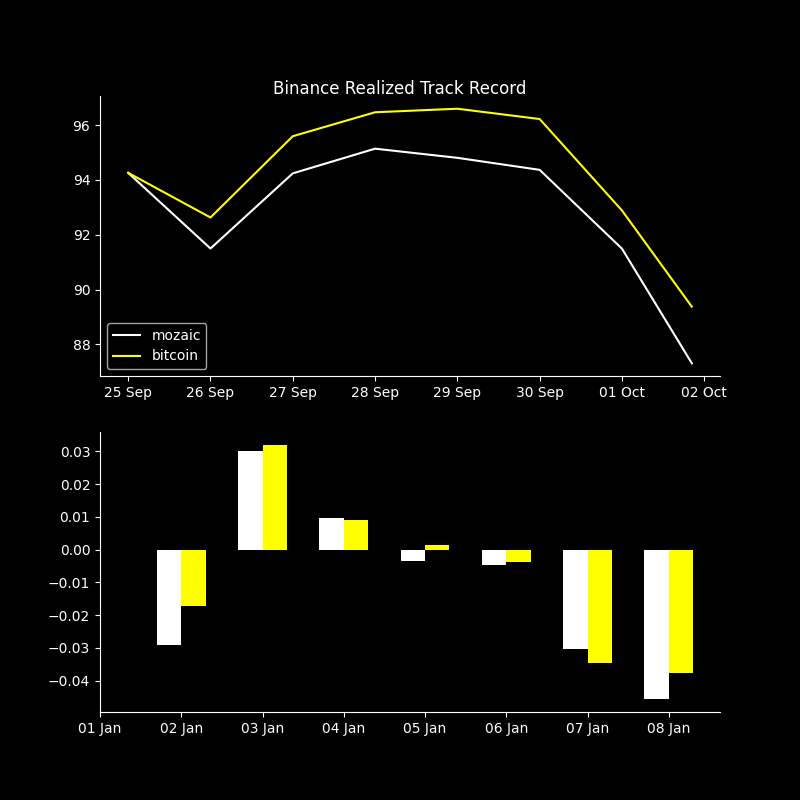 Binance Realized Track Record
96
94
92
90
88
mozaic
bitcoin
25 Sep 26 Sep 27 Sep 28 Sep 29 Sep 30 Sep 01 Oct 02 Oct
0.03
0.02
0.01
0.00
−0.01
−0.02
−0.03
−0.04
01 Jan 02 Jan 03 Jan 04 Jan 05 Jan 06 Jan 07 Jan 08 Jan